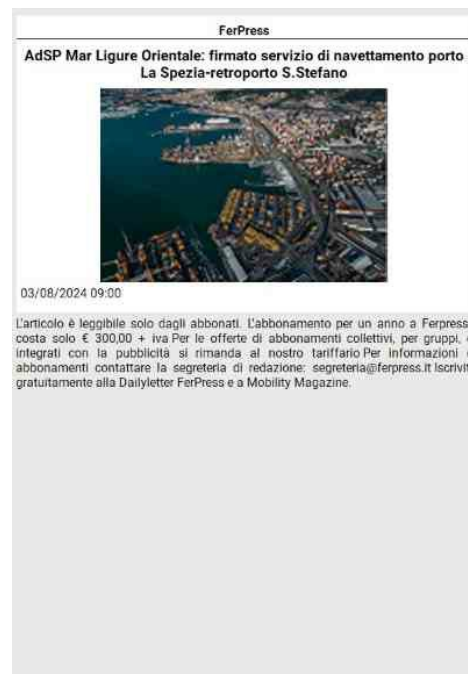 FerPress
AdSP Mar Ligure Orientale: firmato servizio di navettamento porto
La Spezia-retroporto S.Stefano
03/08/2024 09:00
L'articolo è leggibile solo dagli abbonati. L'abbonamento per un anno a Ferpress
costa solo € 300,00 + iva Per le offerte di abbonamenti collettivi, per gruppi,
integrati con la pubblicità si rimanda al nostro tariffario Per informazioni
abbonamenti contattare la segreteria di redazione: segreteria@ferpress.it
gratuitamente alla Dailyletter FerPress e a Mobility Magazine.